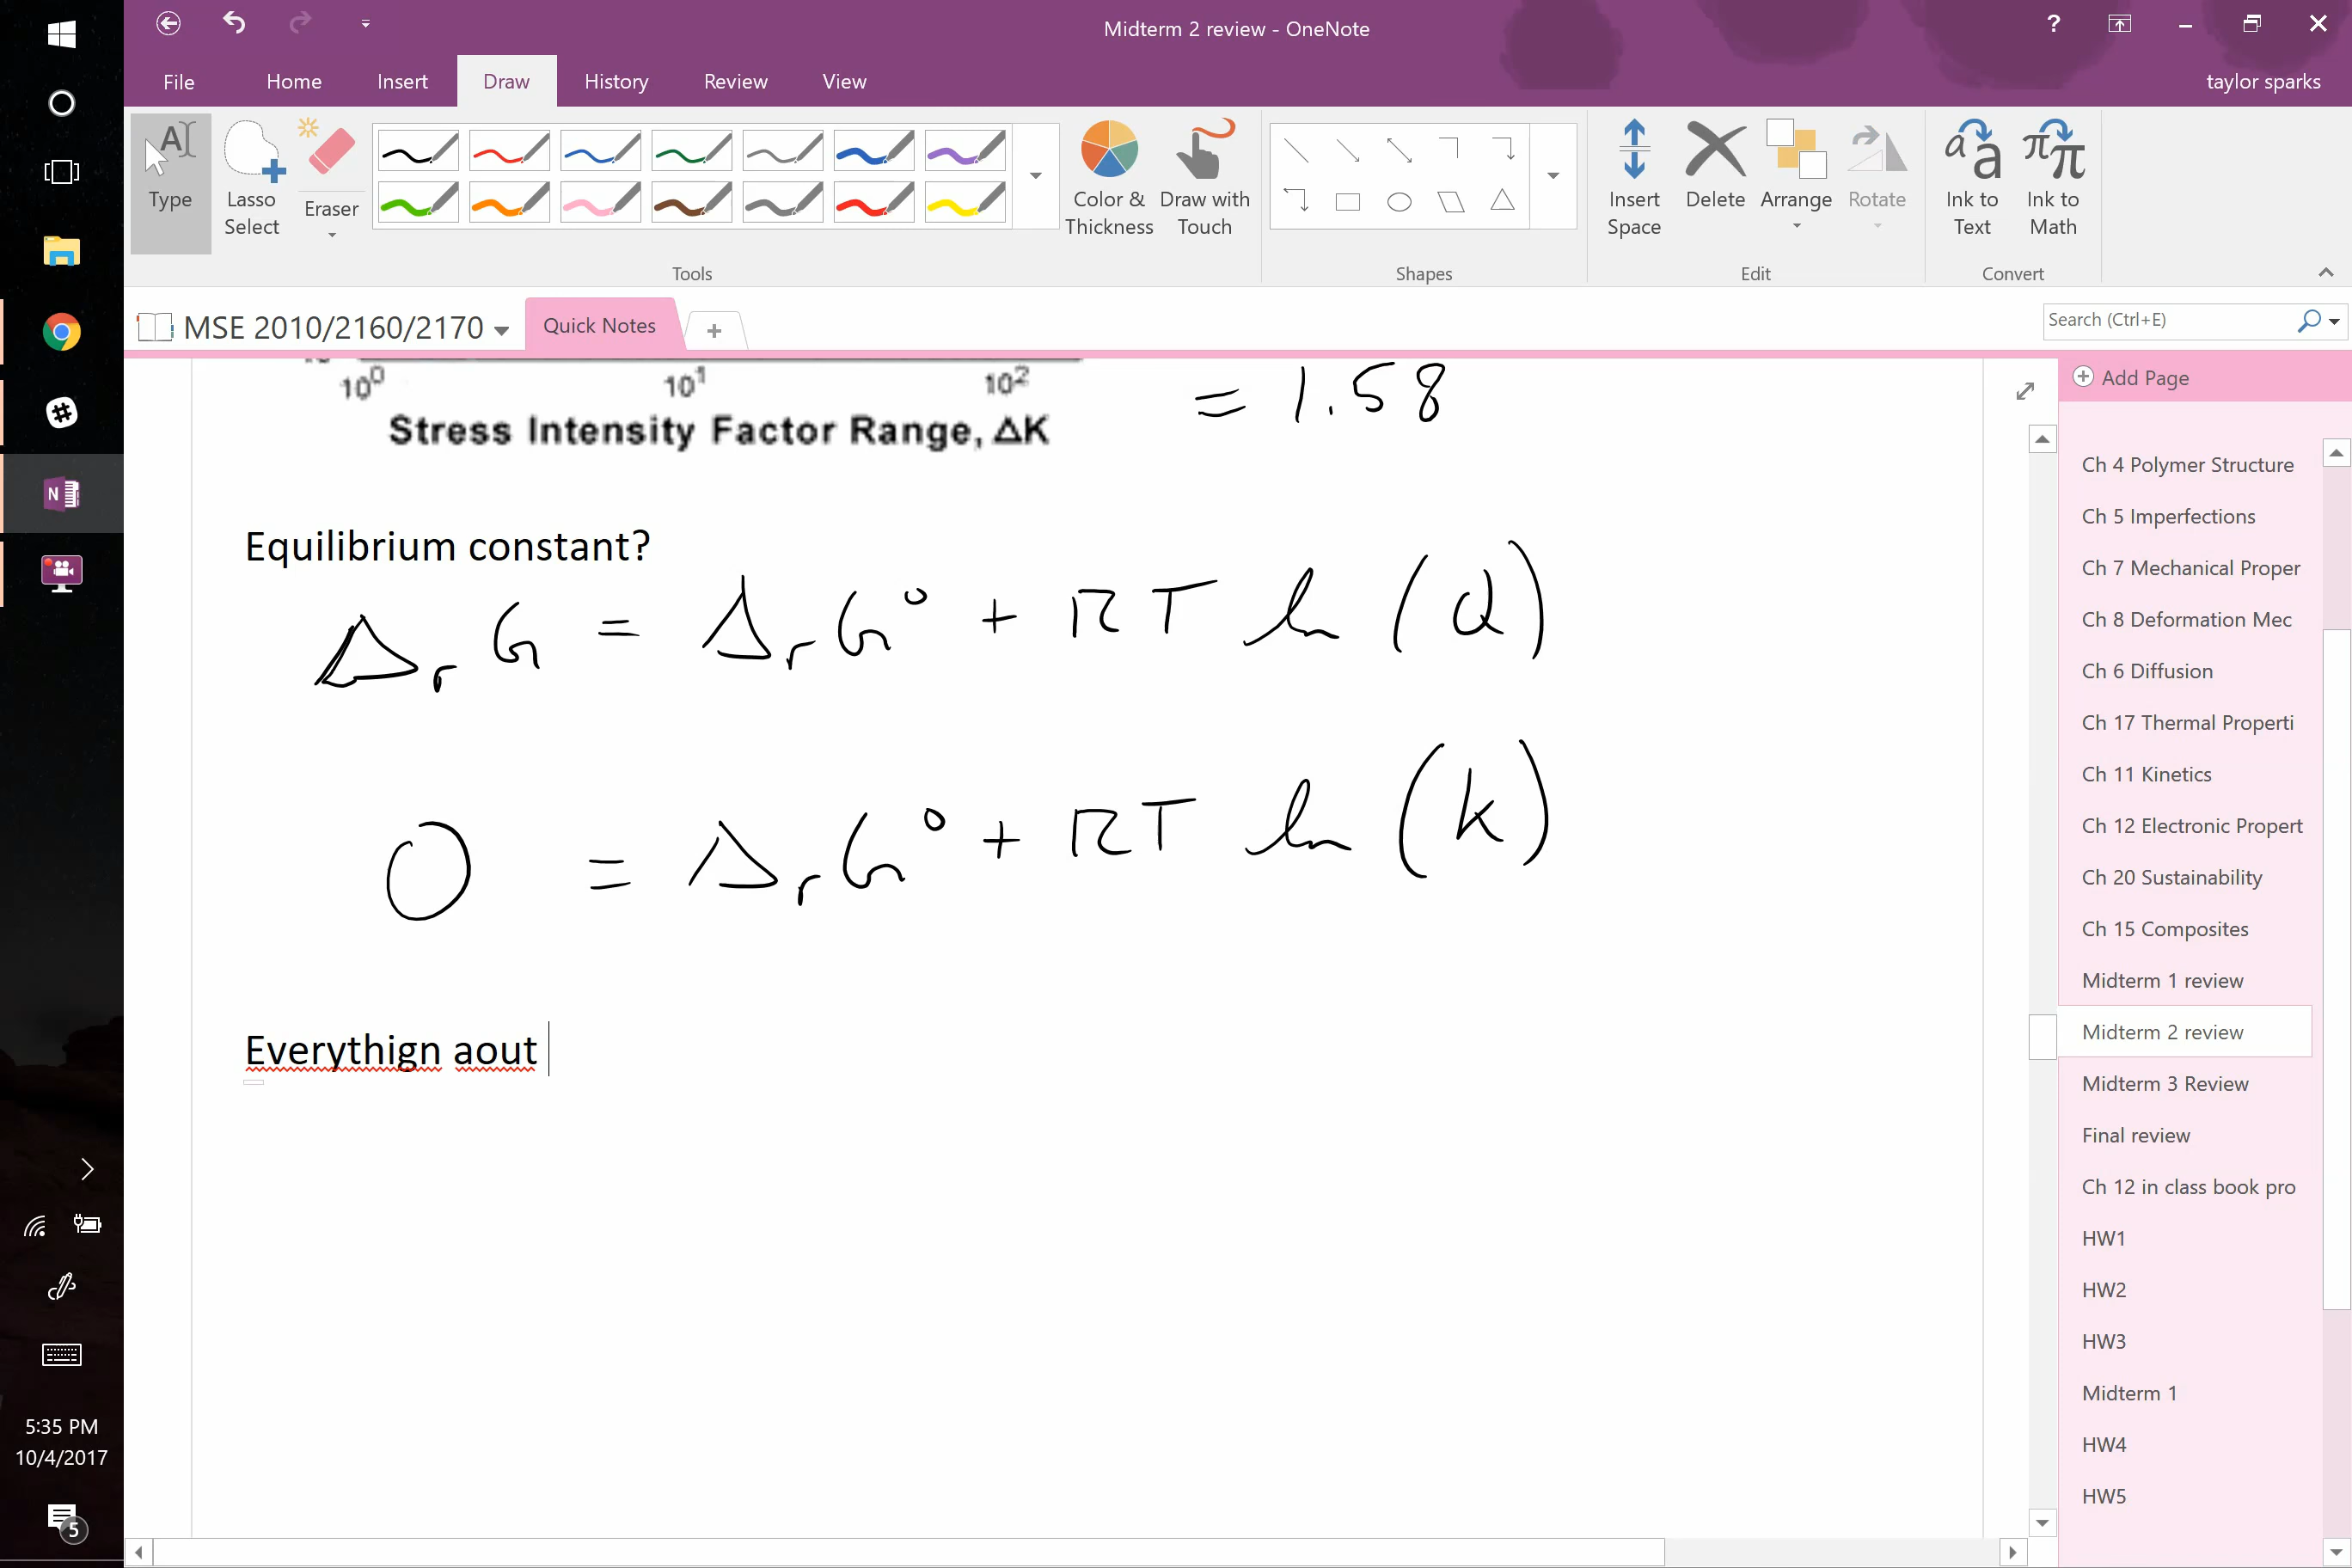 Midterm 2 review - OneNote
?
File Home Insert Draw History Review View
taylor sparks
Type
Lasso Select
Eraser
Color & Thickness
Draw with Touch
Insert Space
Delete
Arrange
Rotate
Ink to Text
Ink to Math
Tools Shapes Edit Convert
MSE 2010/2160/2170
Quick Notes
+
Search (Ctrl+E)
10⁰ 10¹ 10²
Stress Intensity Factor Range, ΔK
= 1.58
Equilibrium constant?
ΔᵣG = ΔᵣG° + RT ln (Q)
0 = ΔᵣG° + RT ln (k)
Everythign aout
Add Page
Ch 4 Polymer Structure
Ch 5 Imperfections
Ch 7 Mechanical Proper
Ch 8 Deformation Mec
Ch 6 Diffusion
Ch 17 Thermal Properti
Ch 11 Kinetics
Ch 12 Electronic Propert
Ch 20 Sustainability
Ch 15 Composites
Midterm 1 review
Midterm 2 review
Midterm 3 Review
Final review
Ch 12 in class book pro
HW1
HW2
HW3
Midterm 1
HW4
HW5
5:35 PM
10/4/2017
5